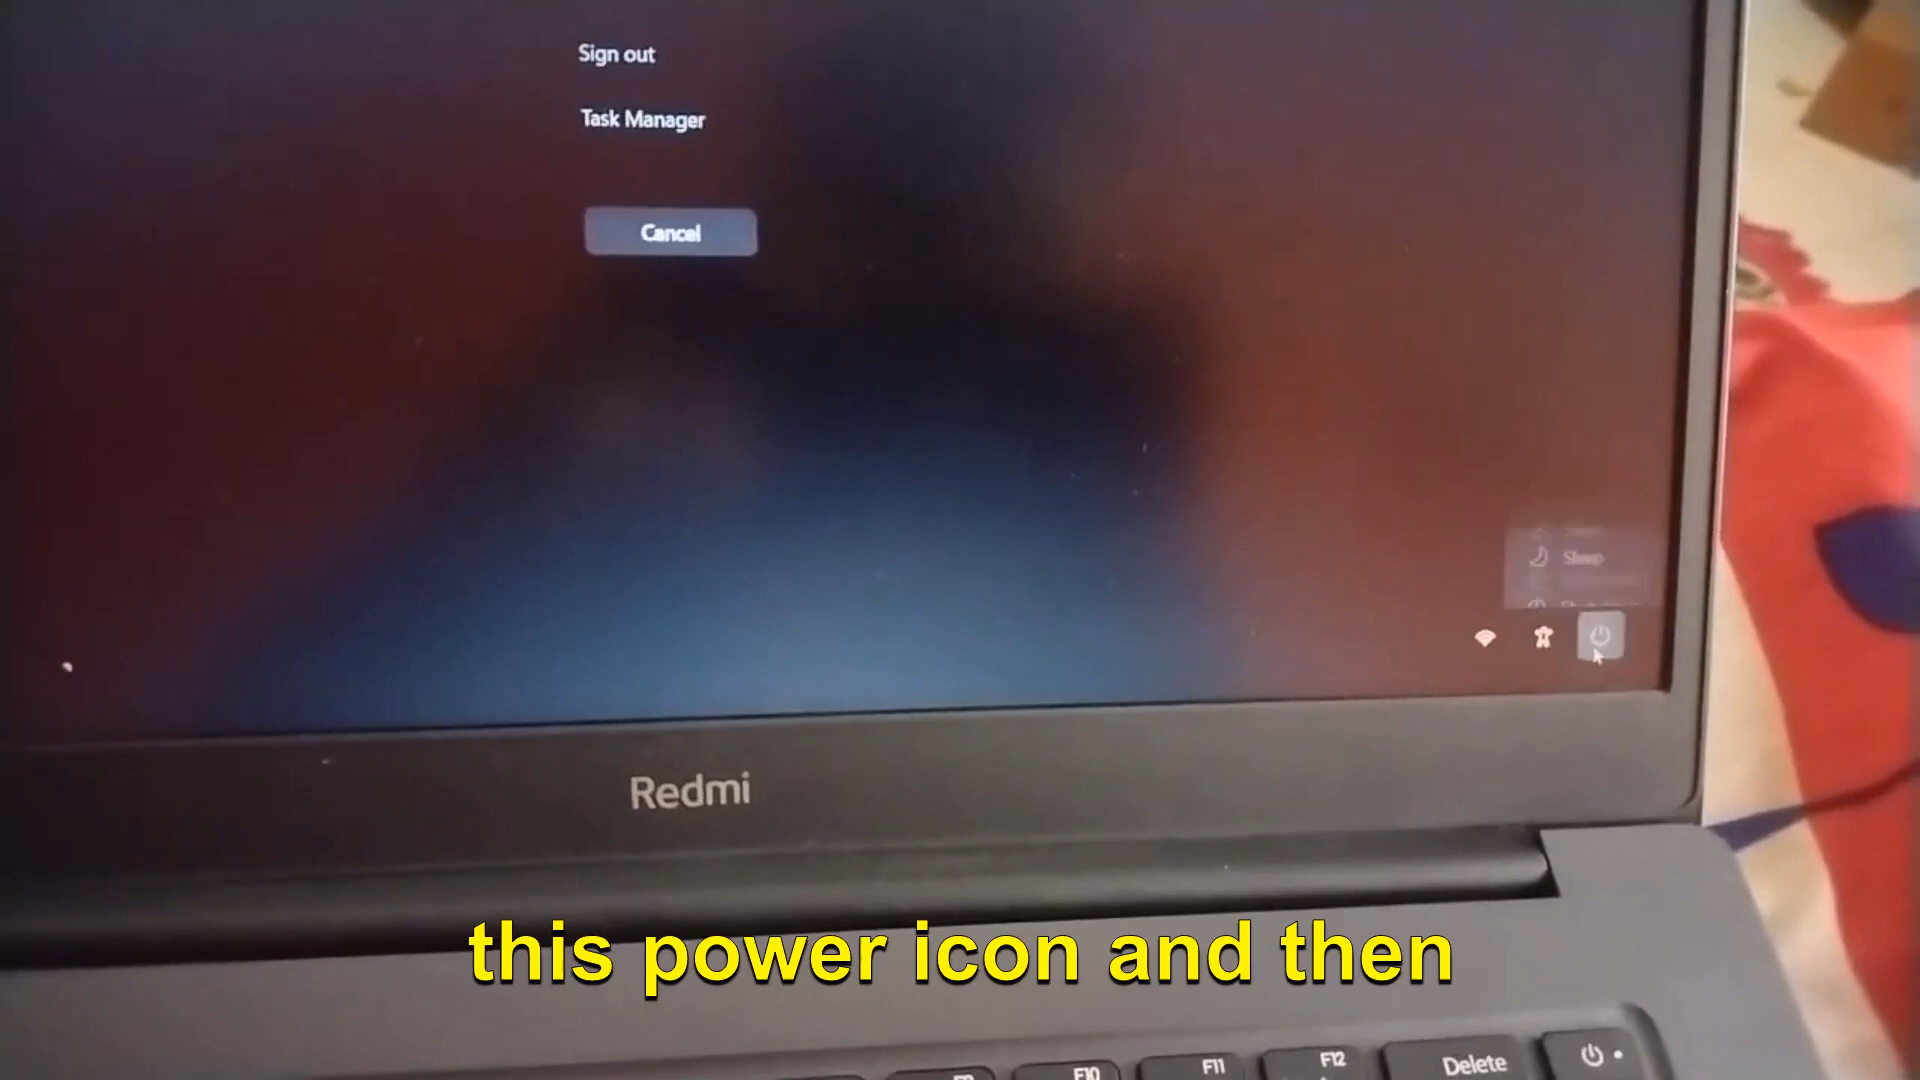 Sign out
Task Manager
Cancel
Sleep
Redmi
this power icon and then
F10
F11
F12
Delete